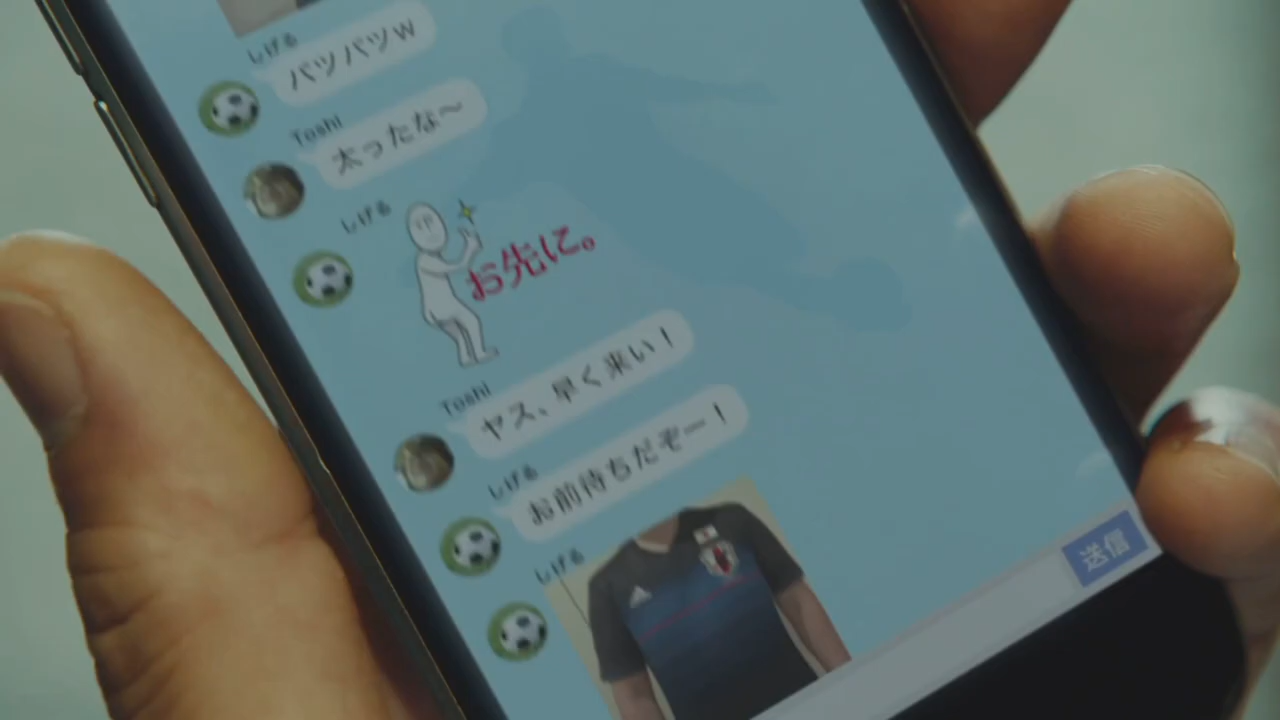 しげる
パツパツw
Toshi
太ったな～
しげる
お先に。
Toshi
ヤス、早く来い！
しげる
お前待ちだぞー！
しげる
送信